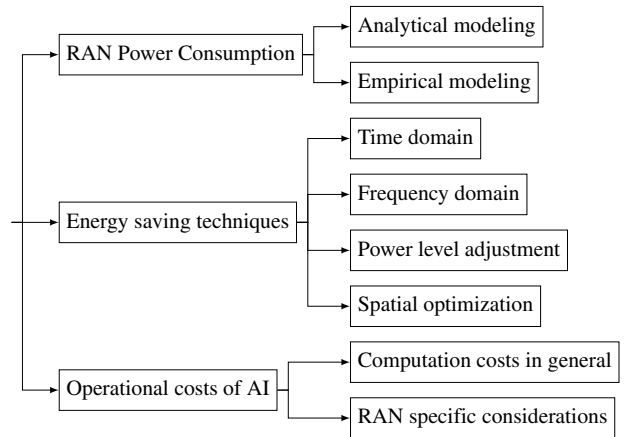 RAN Power Consumption
Analytical modeling
Empirical modeling
Energy saving techniques
Time domain
Frequency domain
Power level adjustment
Spatial optimization
Operational costs of AI
Computation costs in general
RAN specific considerations